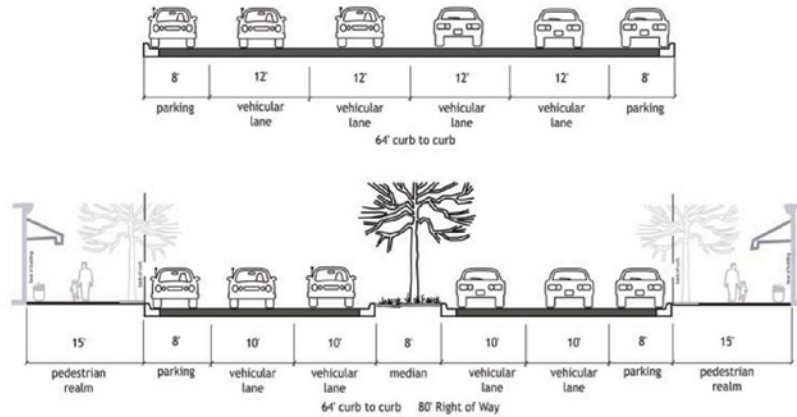 8' 12' 12' 12' 12' 8'
parking vehicular lane vehicular lane vehicular lane vehicular lane parking
64' curb to curb
15' 8' 10' 10' 8' 10' 10' 8' 15'
pedestrian realm parking vehicular lane vehicular lane median vehicular lane vehicular lane parking pedestrian realm
64' curb to curb 80' Right of Way